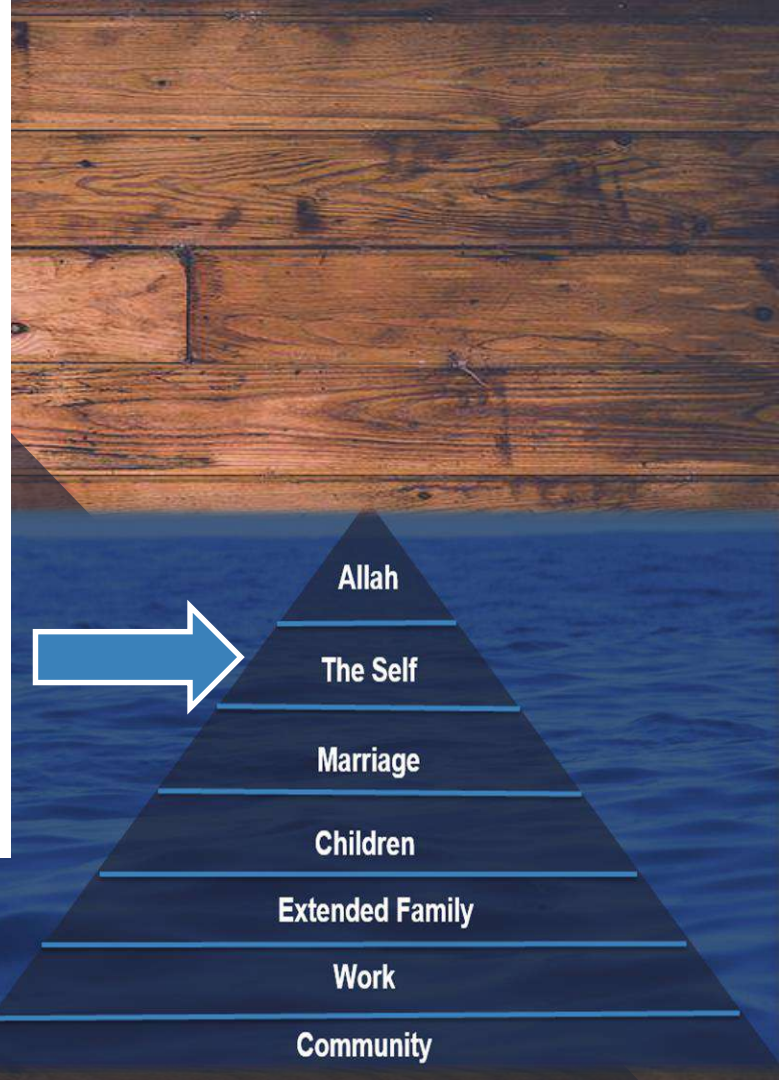 Allah
The Self
Marriage
Children
Extended Family
Work
Community